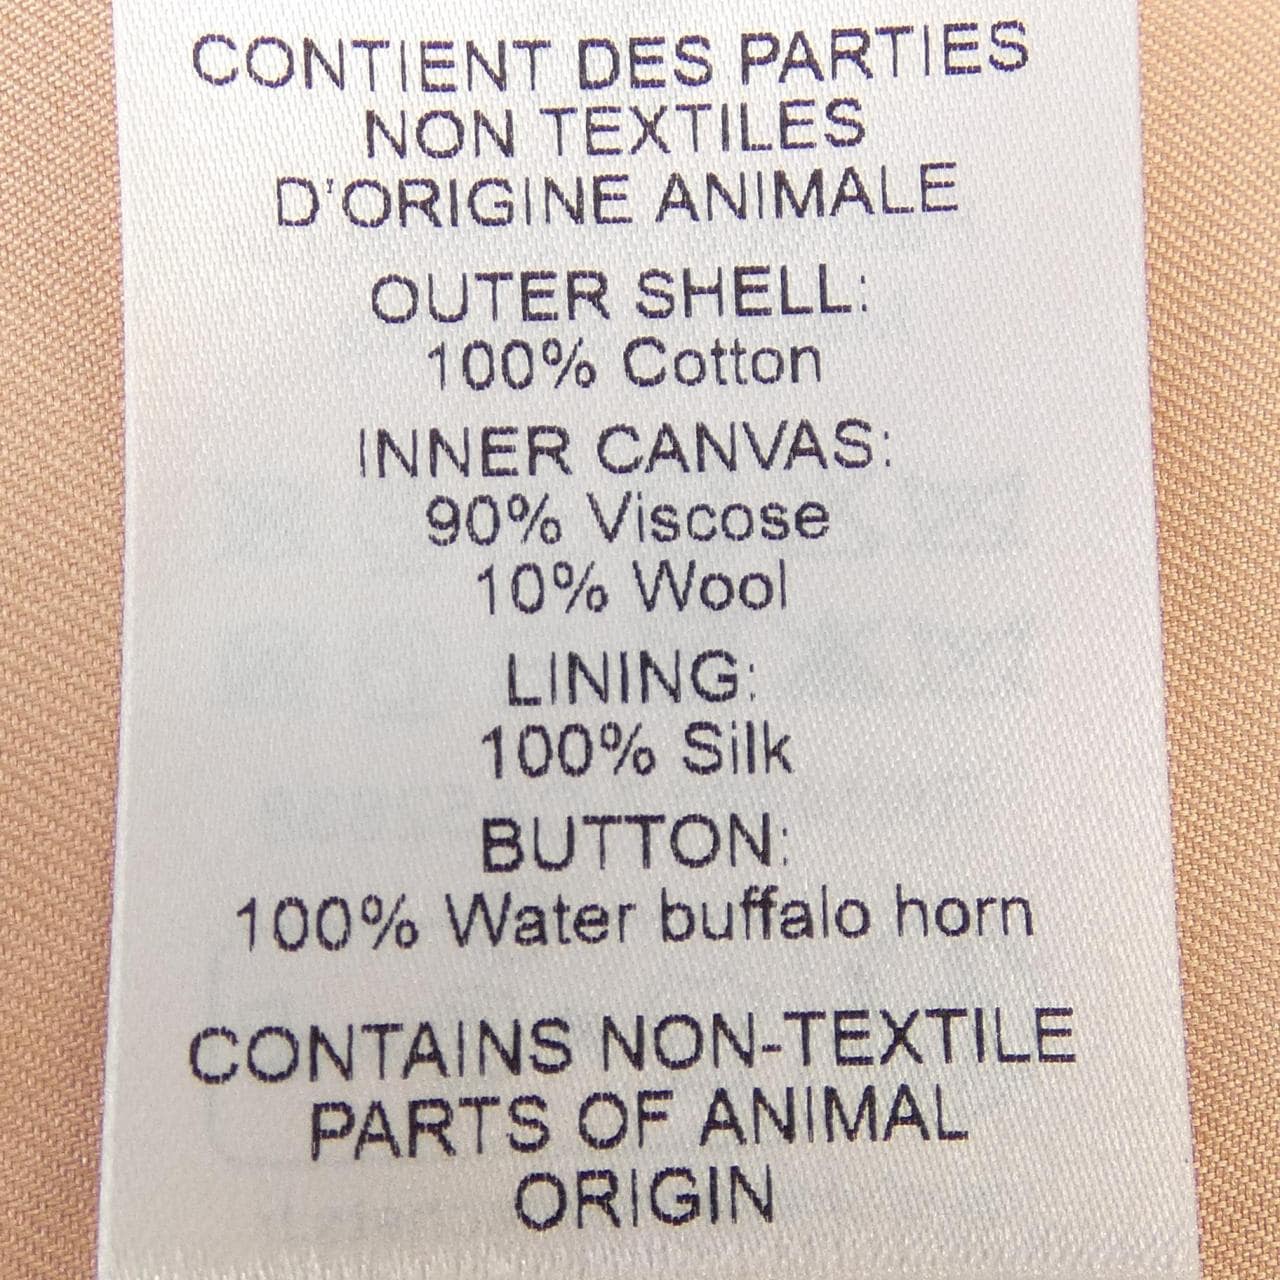 CONTIENT DES PARTIES
NON TEXTILES
D'ORIGINE ANIMALE
OUTER SHELL:
100% Cotton
INNER CANVAS:
90% Viscose
10% Wool
LINING:
100% Silk
BUTTON:
100% Water buffalo horn
CONTAINS NON-TEXTILE
PARTS OF ANIMAL
ORIGIN